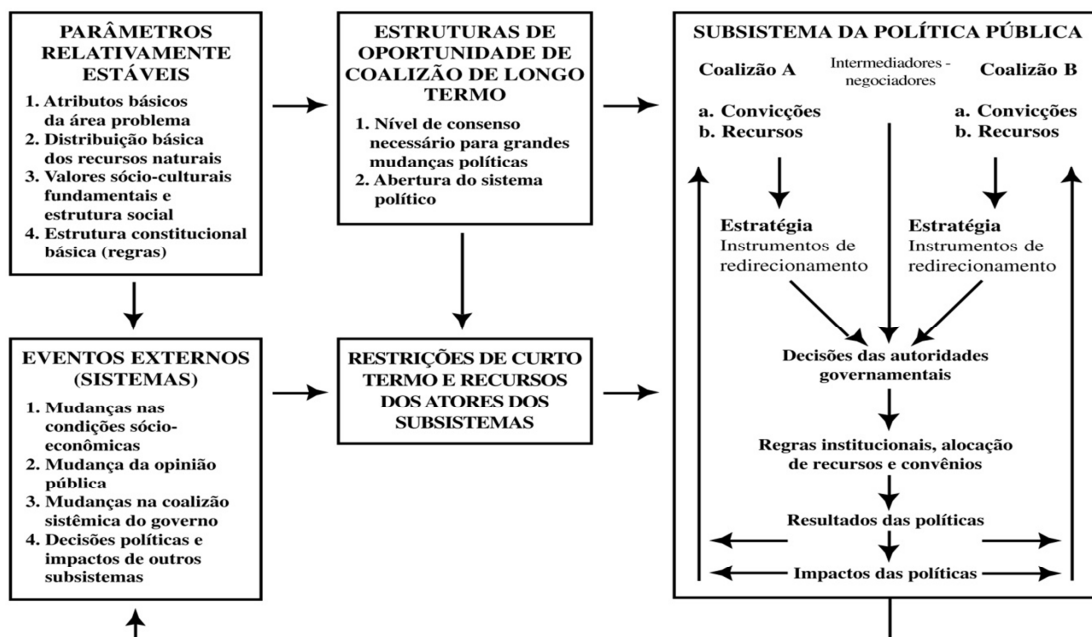 PARÂMETROS
RELATIVAMENTE
ESTÁVEIS
1. Atributos básicos
da área problema
2. Distribuição básica
dos recursos naturais
3. Valores sócio-culturais
fundamentais e
estrutura social
4. Estrutura constitucional
básica (regras)
ESTRUTURAS DE
OPORTUNIDADE DE
COALIZÃO DE LONGO
TERMO
1. Nível de consenso
necessário para grandes
mudanças políticas
2. Abertura do sistema
político
SUBSISTEMA DA POLÍTICA PÚBLICA
Coalizão A
a. Convicções
b. Recursos
Intermediadores -
negociadores
Coalizão B
a. Convicções
b. Recursos
Estratégia
Instrumentos de
redirecionamento
Estratégia
Instrumentos de
redirecionamento
Decisões das autoridades
governamentais
Regras institucionais, alocação
de recursos e convênios
Resultados das políticas
Impactos das políticas
EVENTOS EXTERNOS
(SISTEMAS)
1. Mudanças nas
condições sócio-
econômicas
2. Mudança da opinião
pública
3. Mudanças na coalizão
sistêmica do governo
4. Decisões políticas e
impactos de outros
subsistemas
RESTRIÇÕES DE CURTO
TERMO E RECURSOS
DOS ATORES DOS
SUBSISTEMAS